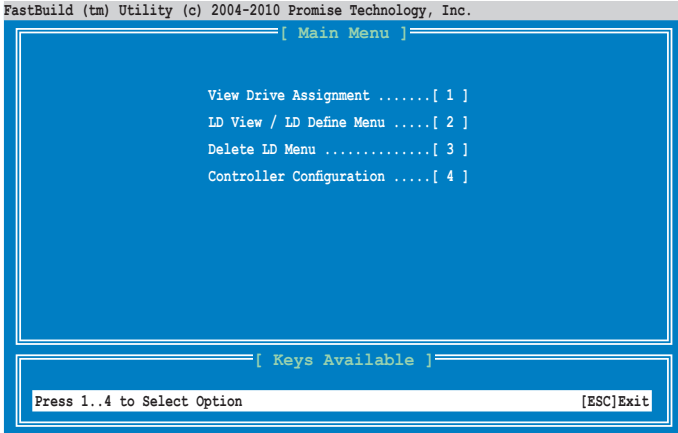 FastBuild (tm) Utility (c) 2004-2010 Promise Technology, Inc.
[ Main Menu ]
View Drive Assignment .......[ 1 ]
LD View / LD Define Menu .....[ 2 ]
Delete LD Menu ..............[ 3 ]
Controller Configuration .....[ 4 ]
[ Keys Available ]
Press 1..4 to Select Option [ESC]Exit